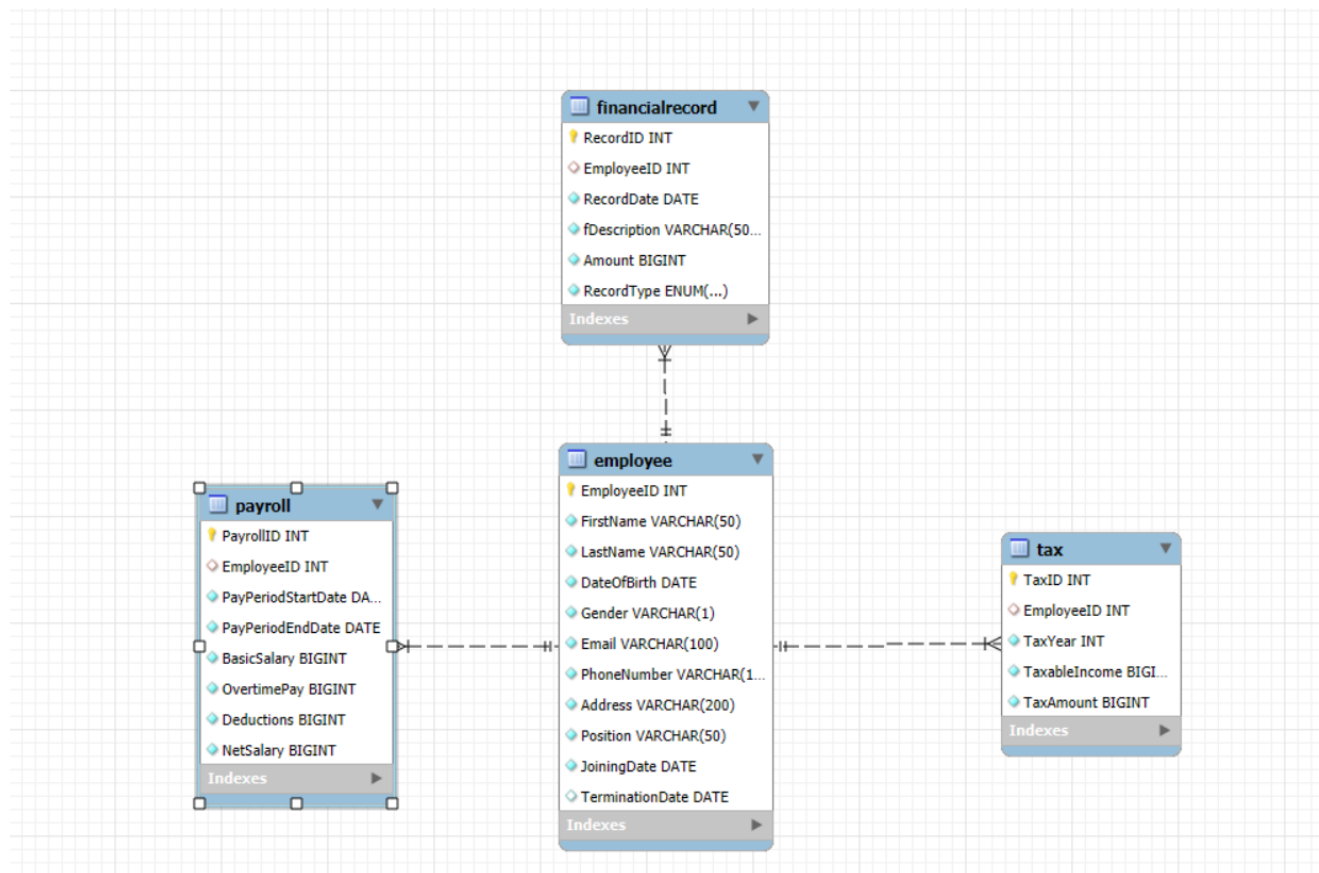 financialrecord
RecordID INT
EmployeeID INT
RecordDate DATE
fDescription VARCHAR(50...
Amount BIGINT
RecordType ENUM(...)
Indexes
employee
EmployeeID INT
FirstName VARCHAR(50)
LastName VARCHAR(50)
DateOfBirth DATE
Gender VARCHAR(1)
Email VARCHAR(100)
PhoneNumber VARCHAR(1...
Address VARCHAR(200)
Position VARCHAR(50)
JoiningDate DATE
TerminationDate DATE
Indexes
payroll
PayrollID INT
EmployeeID INT
PayPeriodStartDate DA...
PayPeriodEndDate DATE
BasicSalary BIGINT
OvertimePay BIGINT
Deductions BIGINT
NetSalary BIGINT
Indexes
tax
TaxID INT
EmployeeID INT
TaxYear INT
TaxableIncome BIGI...
TaxAmount BIGINT
Indexes